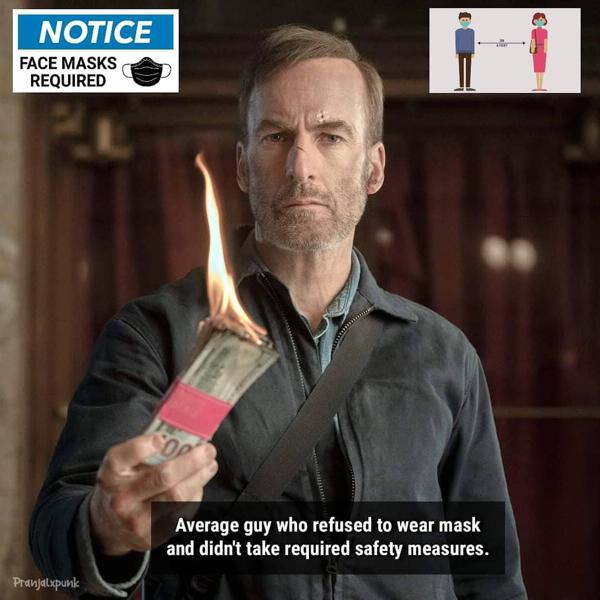 NOTICE
FACE MASKS
REQUIRED
Average guy who refused to wear mask
and didn't take required safety measures.
Pranjalxpunk